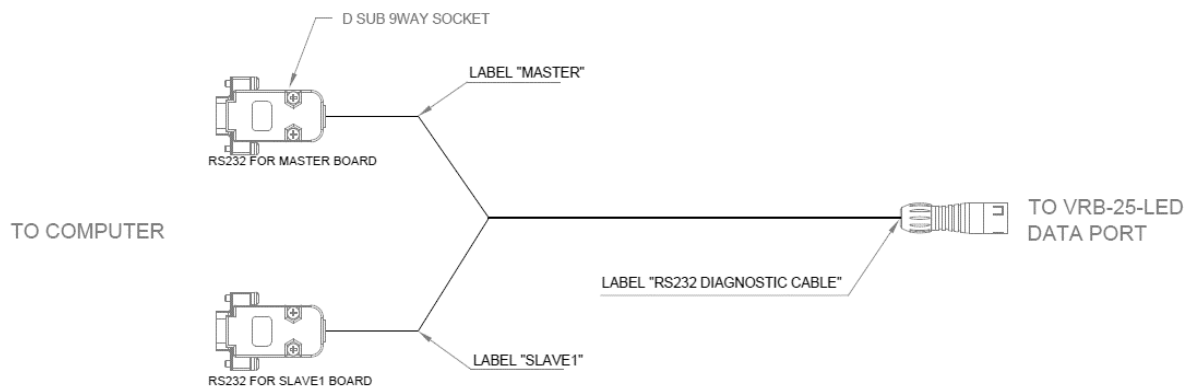 D SUB 9WAY SOCKET
LABEL "MASTER"
RS232 FOR MASTER BOARD
TO COMPUTER
TO VRB-25-LED
DATA PORT
LABEL "RS232 DIAGNOSTIC CABLE"
LABEL "SLAVE1"
RS232 FOR SLAVE1 BOARD